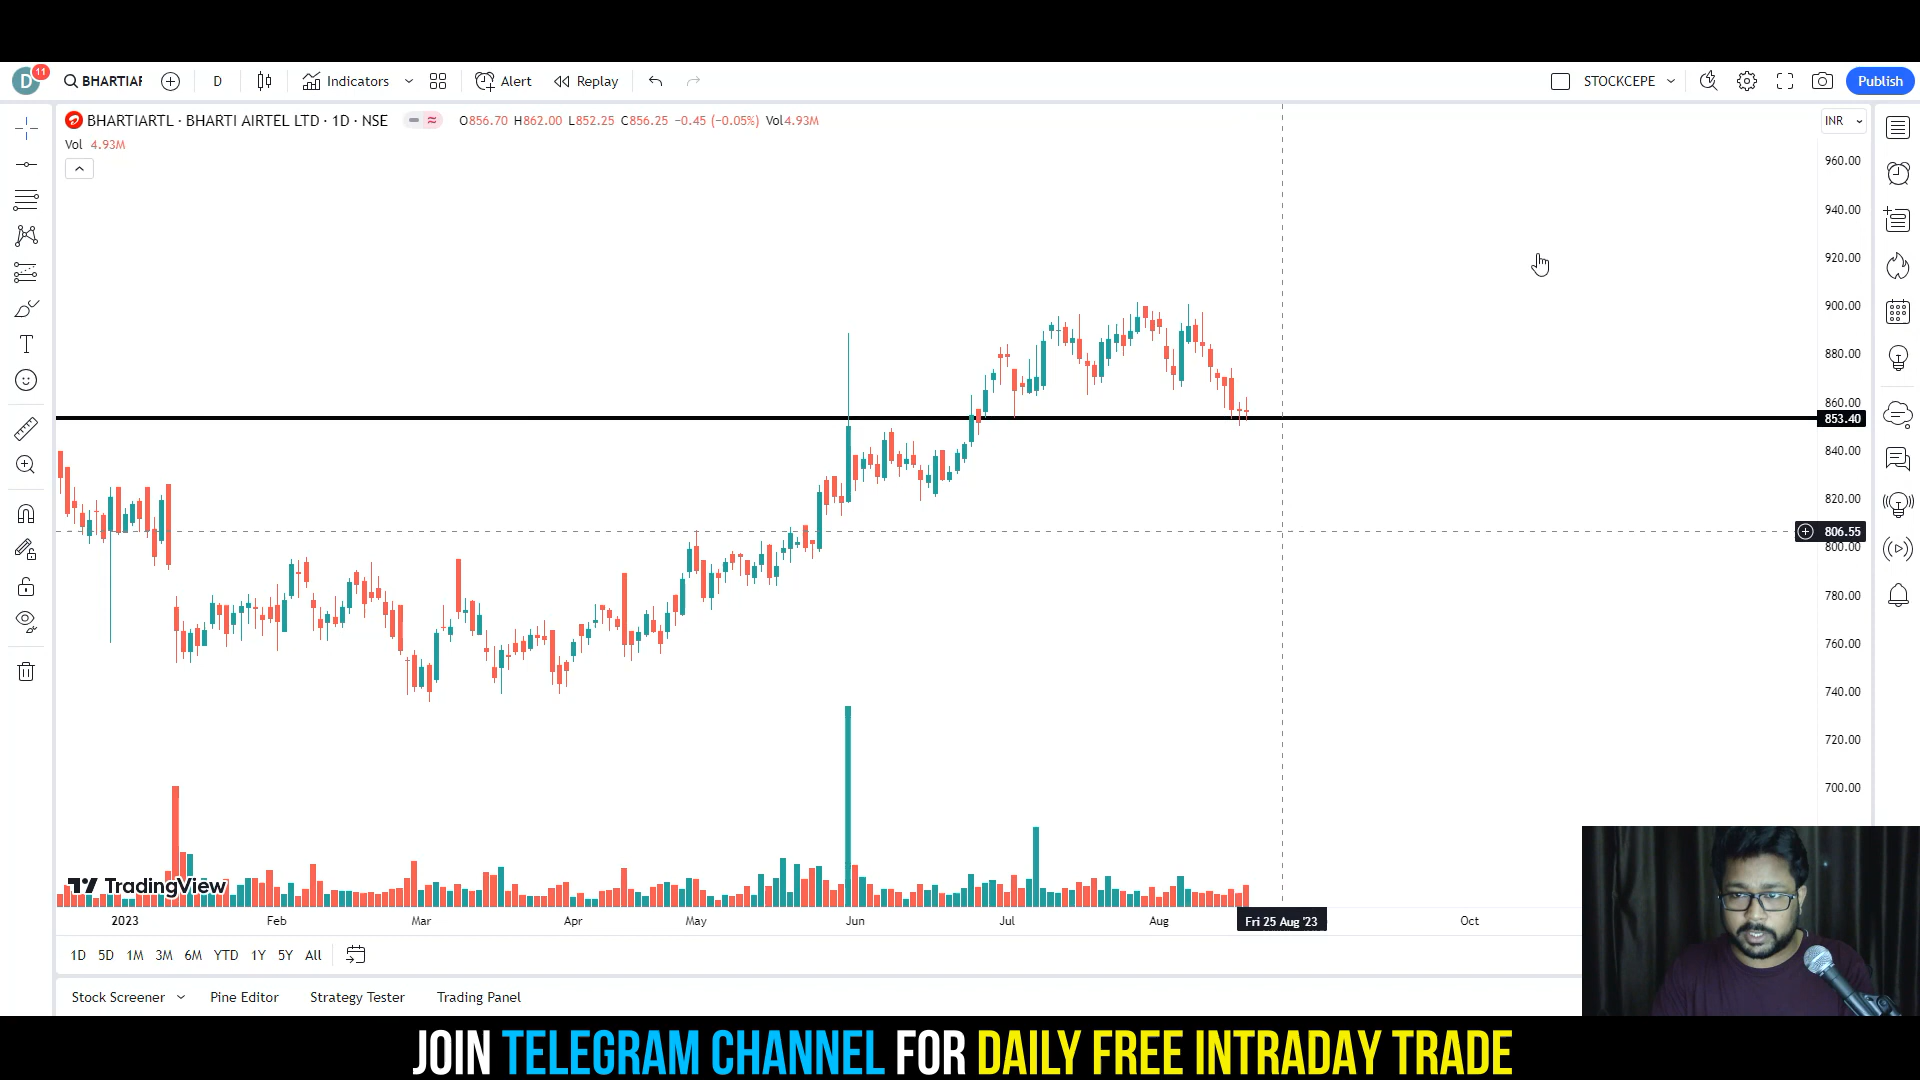 D 11 BHARTIAF D Indicators Alert Replay STOCKCEPE Publish
BHARTIARTL · BHARTI AIRTEL LTD · 1D · NSE O856.70 H862.00 L852.25 C856.25 −0.45 (−0.05%) Vol4.93M INR
Vol 4.93M
960.00
940.00
920.00
900.00
880.00
860.00
853.40
840.00
820.00
806.55
800.00
780.00
760.00
740.00
720.00
700.00
TradingView
2023 Feb Mar Apr May Jun Jul Aug Fri 25 Aug '23 Oct
1D 5D 1M 3M 6M YTD 1Y 5Y All
Stock Screener Pine Editor Strategy Tester Trading Panel
JOIN TELEGRAM CHANNEL FOR DAILY FREE INTRADAY TRADE